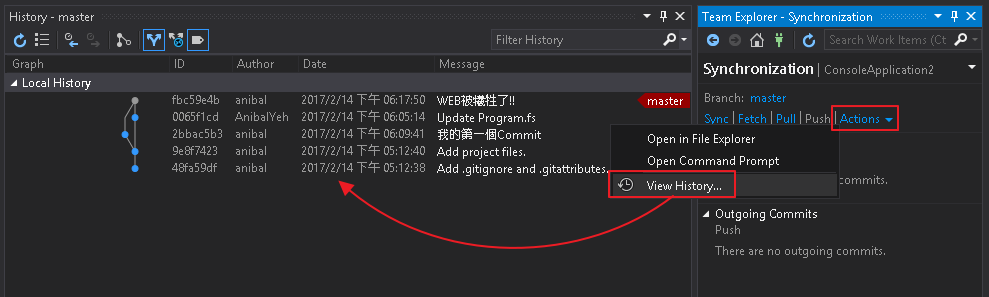 History - master
Filter History
Graph ID Author Date Message
Local History
fbc59e4b anibal 2017/2/14 下午 06:17:50 WEB被犧牲了!! master
0065f1cd AnibalYeh 2017/2/14 下午 06:05:14 Update Program.fs
2bbac5b3 anibal 2017/2/14 下午 06:09:41 我的第一個Commit
9e8f7423 anibal 2017/2/14 下午 05:12:40 Add project files.
48fa59df anibal 2017/2/14 下午 05:12:38 Add .gitignore and .gitattributes.
Team Explorer - Synchronization
Search Work Items (Ct
Synchronization | ConsoleApplication2
Branch: master
Sync | Fetch | Pull | Push | Actions
Open in File Explorer
Open Command Prompt
View History...
commits.
Outgoing Commits
Push
There are no outgoing commits.